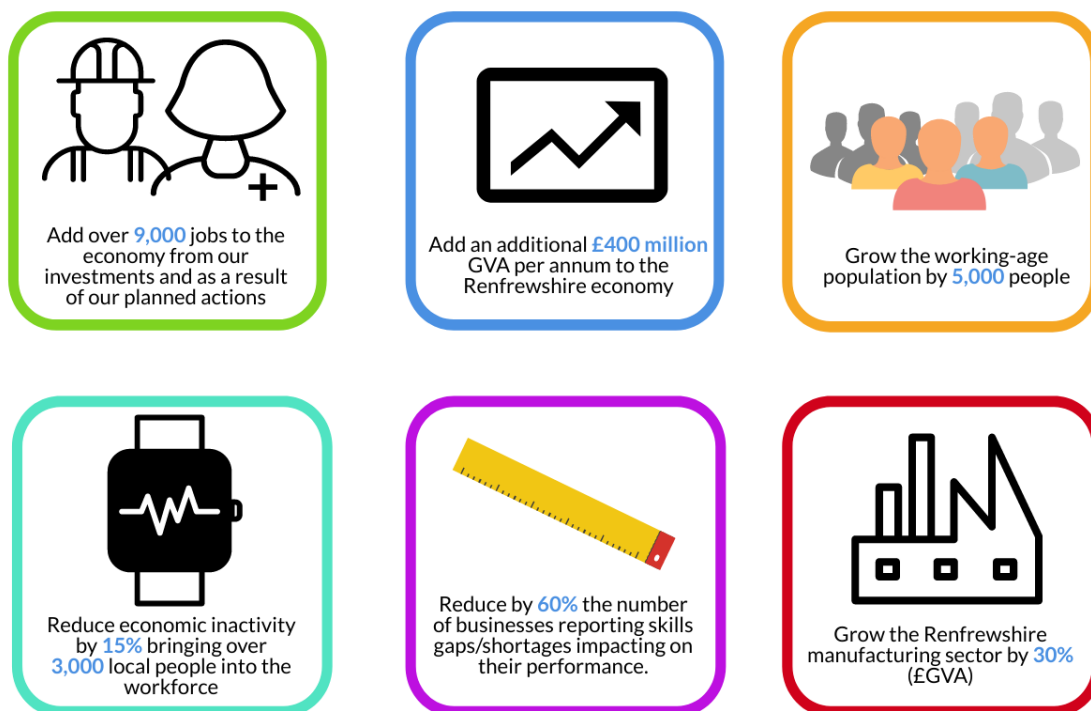 Add over 9,000 jobs to the
economy from our
investments and as a result
of our planned actions
Add an additional £400 million
GVA per annum to the
Renfrewshire economy
Grow the working-age
population by 5,000 people
Reduce economic inactivity
by 15% bringing over
3,000 local people into the
workforce
Reduce by 60% the number
of businesses reporting skills
gaps/shortages impacting on
their performance.
Grow the Renfrewshire
manufacturing sector by 30%
(£GVA)